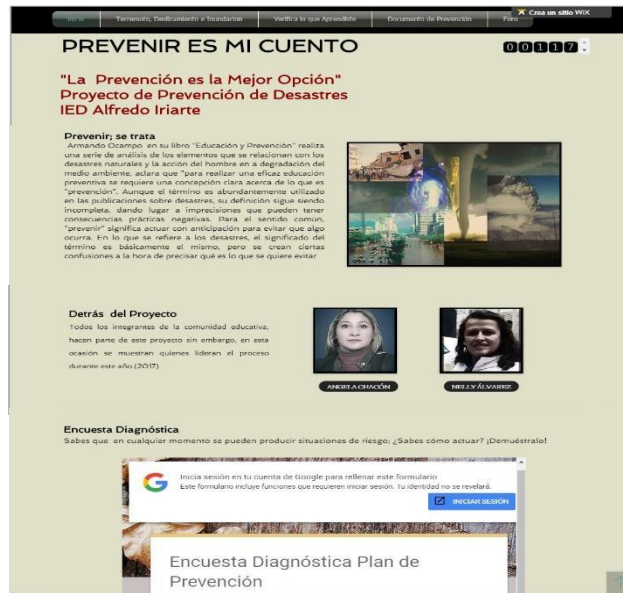 Inicio Terremoto, Deslizamiento e Inundacion Verifica lo que Aprendiste Documento de Prevención Foro
Crea un sitio WiX
PREVENIR ES MI CUENTO
00117
"La Prevención es la Mejor Opción"
Proyecto de Prevención de Desastres
IED Alfredo Iriarte
Prevenir; se trata
Armando Ocampo en su libro "Educación y Prevención" realiza
una serie de análisis de los elementos que se relacionan con los
desastres naturales y la acción del hombre en a degradación del
medio ambiente, aclara que "para realizar una eficaz educación
preventiva se requiere una concepción clara acerca de lo que es
"prevención". Aunque el término es abundantemente utilizado
en las publicaciones sobre desastres, su definición sigue siendo
incompleta, dando lugar a imprecisiones que pueden tener
consecuencias prácticas negativas. Para el sentido común,
"prevenir" significa actuar con anticipación para evitar que algo
ocurra. En lo que se refiere a los desastres, el significado del
término es básicamente el mismo, pero se crean ciertas
confusiones a la hora de precisar qué es lo que se quiere evitar
Detrás del Proyecto
Todos los integrantes de la comunidad educativa,
hacen parte de este proyecto sin embargo, en esta
ocasión se muestran quienes lideran el proceso
durante este año.(2017)
ANGELA CHACÓN
NELLY ÁLVAREZ
Encuesta Diagnóstica
Sabes que en cualquier momento se pueden producir situaciones de riesgo; ¿Sabes cómo actuar? ¡Demuéstralo!
Inicia sesión en tu cuenta de Google para rellenar este formulario
Este formulario incluye funciones que requieren iniciar sesión. Tu identidad no se revelará.
INICIAR SESIÓN
Encuesta Diagnóstica Plan de
Prevención